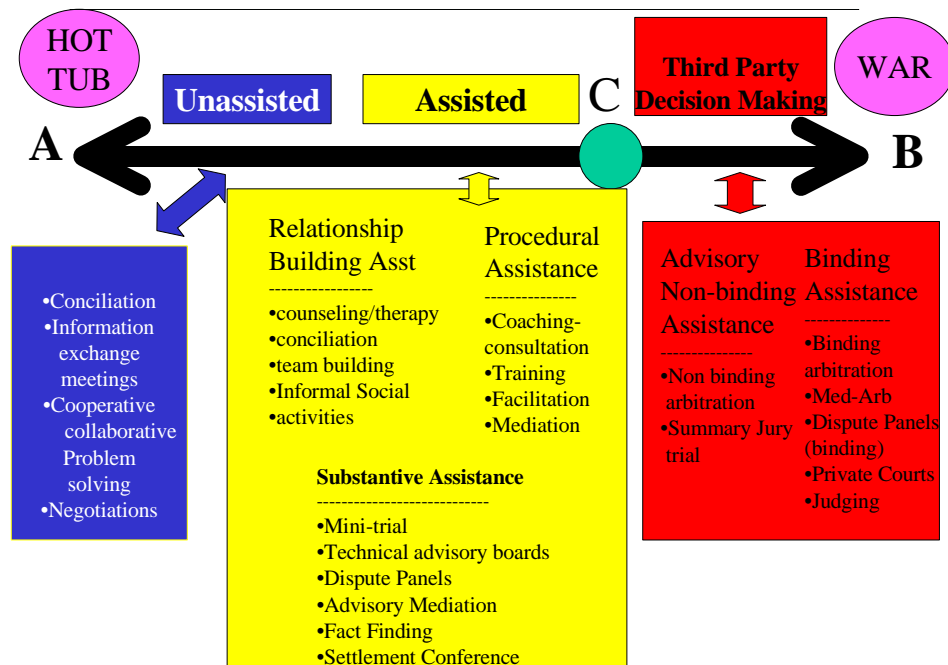 HOT
TUB
WAR
Unassisted
Assisted
C
Third Party
Decision Making
A
B
•Conciliation
•Information
exchange
meetings
•Cooperative
collaborative
Problem
solving
•Negotiations
Relationship
Building Asst
-----------------
•counseling/therapy
•conciliation
•team building
•Informal Social
•activities
Procedural
Assistance
---------------
•Coaching-
consultation
•Training
•Facilitation
•Mediation
Substantive Assistance
----------------------------
•Mini-trial
•Technical advisory boards
•Dispute Panels
•Advisory Mediation
•Fact Finding
•Settlement Conference
Advisory
Non-binding
Assistance
---------------
•Non binding
arbitration
•Summary Jury
trial
Binding
Assistance
--------------
•Binding
arbitration
•Med-Arb
•Dispute Panels
(binding)
•Private Courts
•Judging